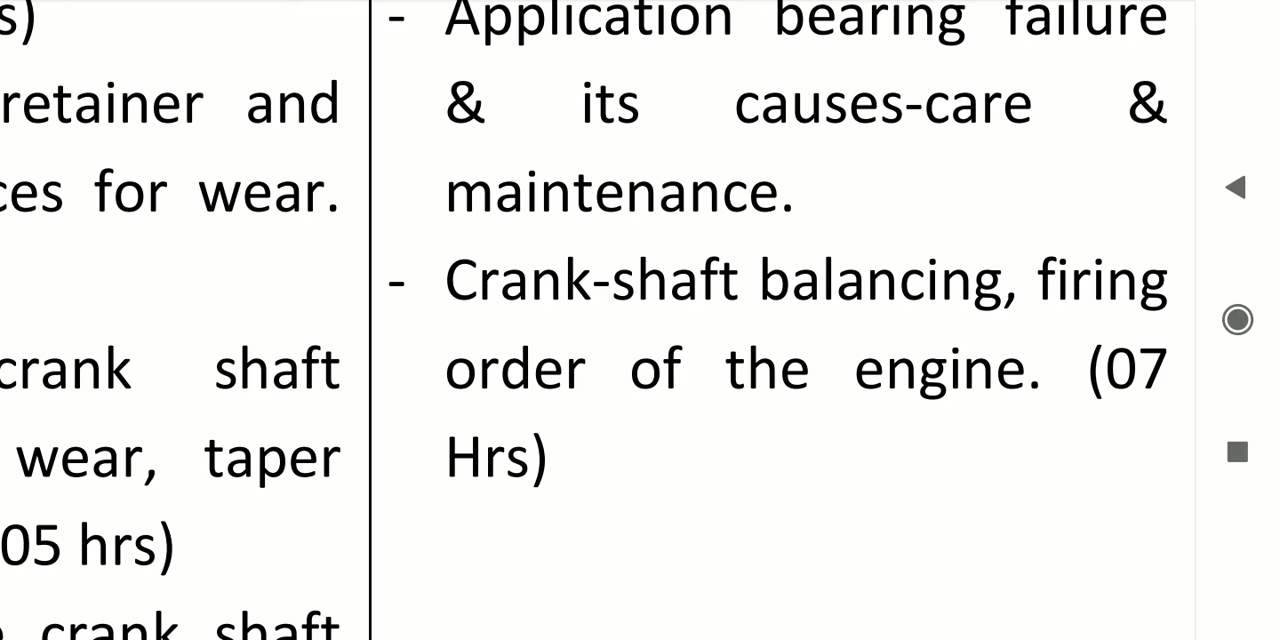 s)
retainer and
ces for wear.
crank shaft
wear, taper
05 hrs)
crank shaft
- Application bearing failure
& its causes-care &
maintenance.
- Crank-shaft balancing, firing
order of the engine. (07
Hrs)